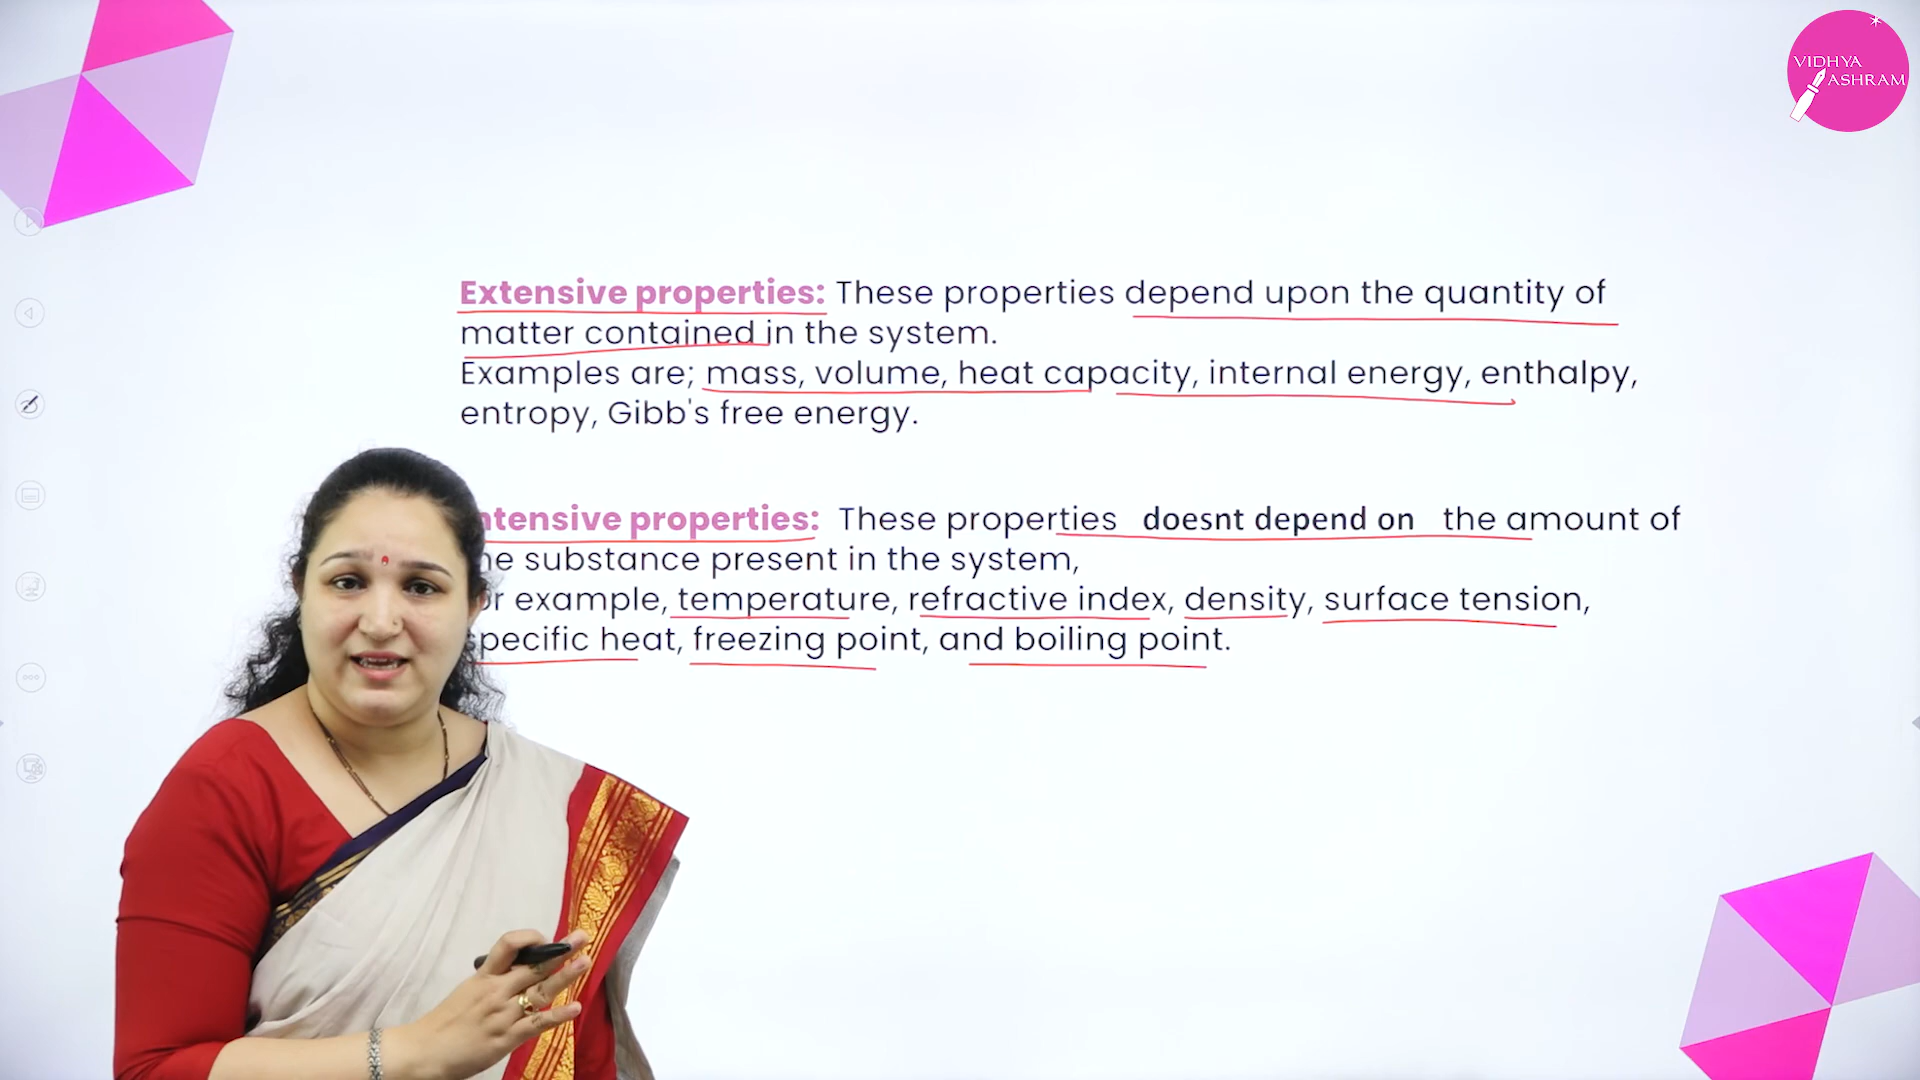 VIDHYA
ASHRAM
Extensive properties: These properties depend upon the quantity of
matter contained in the system.
Examples are; mass, volume, heat capacity, internal energy, enthalpy,
entropy, Gibb's free energy.
ntensive properties: These properties doesnt depend on the amount of
he substance present in the system,
or example, temperature, refractive index, density, surface tension,
specific heat, freezing point, and boiling point.